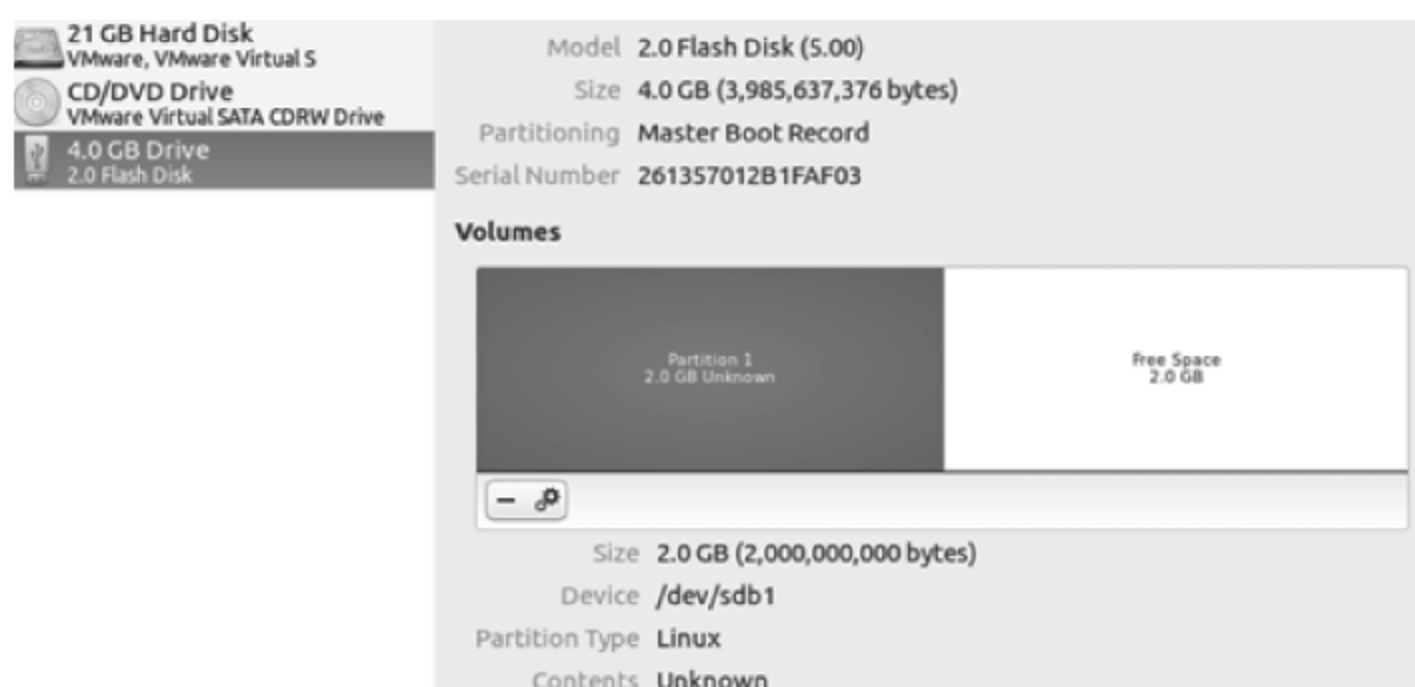 21 GB Hard Disk
VMware, VMware Virtual S
CD/DVD Drive
VMware Virtual SATA CDRW Drive
4.0 GB Drive
2.0 Flash Disk
Model 2.0 Flash Disk (5.00)
Size 4.0 GB (3,985,637,376 bytes)
Partitioning Master Boot Record
Serial Number 261357012B1FAF03
Volumes
Partition 1
2.0 GB Unknown
Free Space
2.0 GB
Size 2.0 GB (2,000,000,000 bytes)
Device /dev/sdb1
Partition Type Linux
Contents Unknown